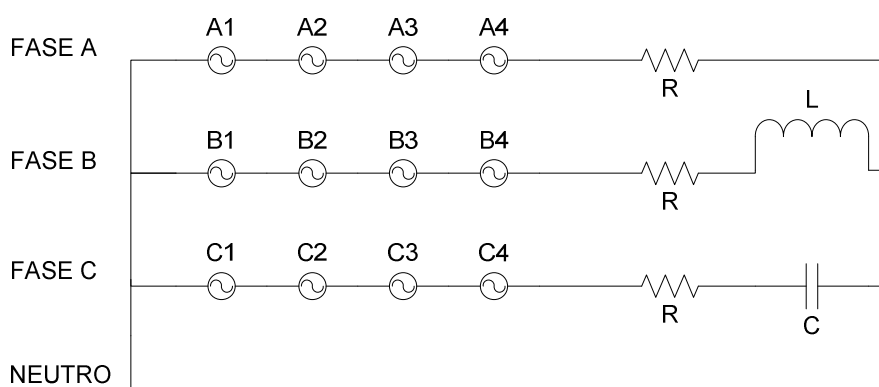 A1 A2 A3 A4
FASE A
R
L
B1 B2 B3 B4
FASE B
R
C1 C2 C3 C4
FASE C
R
C
NEUTRO